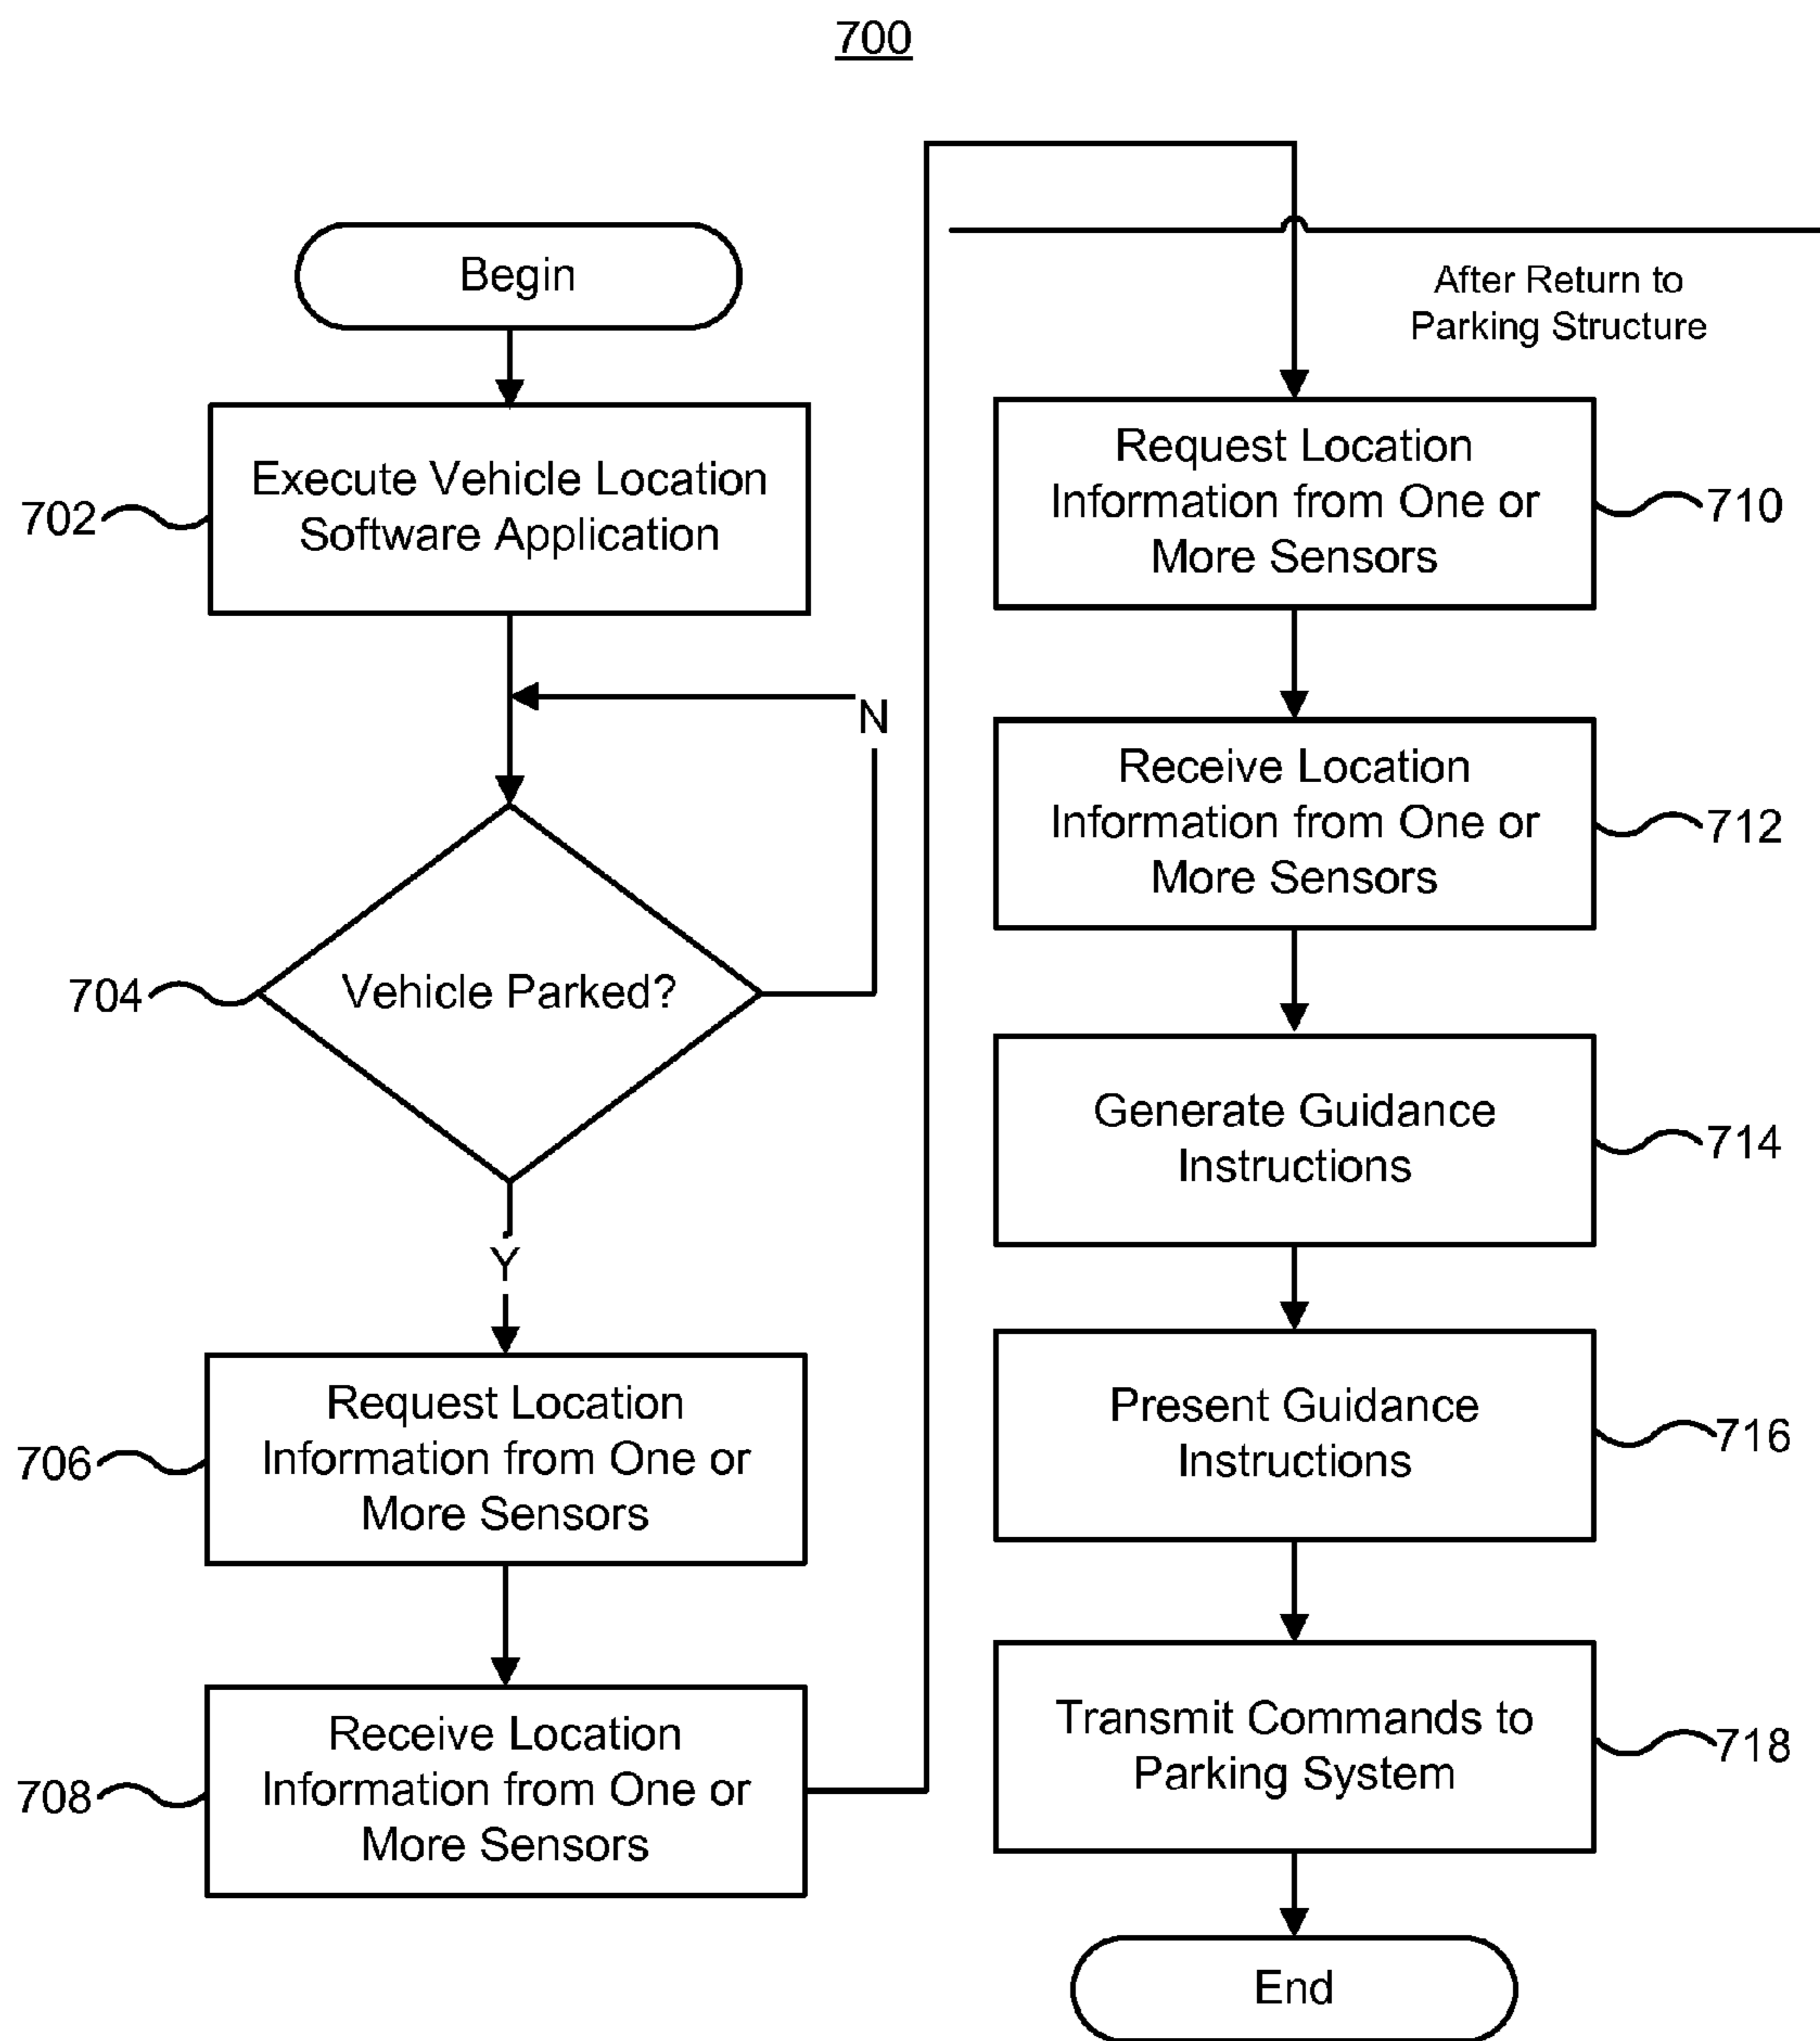 700
Begin
702
Execute Vehicle Location
Software Application
N
704
Vehicle Parked?
Y
706
Request Location
Information from One or
More Sensors
708
Receive Location
Information from One or
More Sensors
After Return to
Parking Structure
Request Location
Information from One or
More Sensors
710
Receive Location
Information from One or
More Sensors
712
Generate Guidance
Instructions
714
Present Guidance
Instructions
716
Transmit Commands to
Parking System
718
End